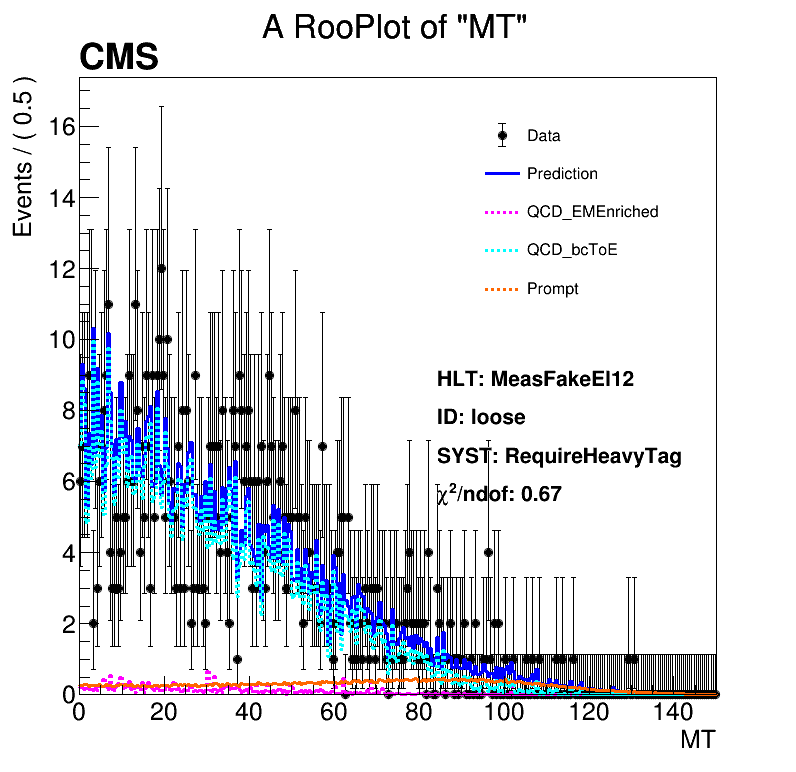 A RooPlot of "MT"
CMS
Events / ( 0.5 )
16
14
12
10
8
6
4
2
0
Data
Prediction
QCD_EMEnriched
QCD_bcToE
Prompt
HLT: MeasFakeEl12
ID: loose
SYST: RequireHeavyTag
χ²/ndof: 0.67
0 20 40 60 80 100 120 140
MT